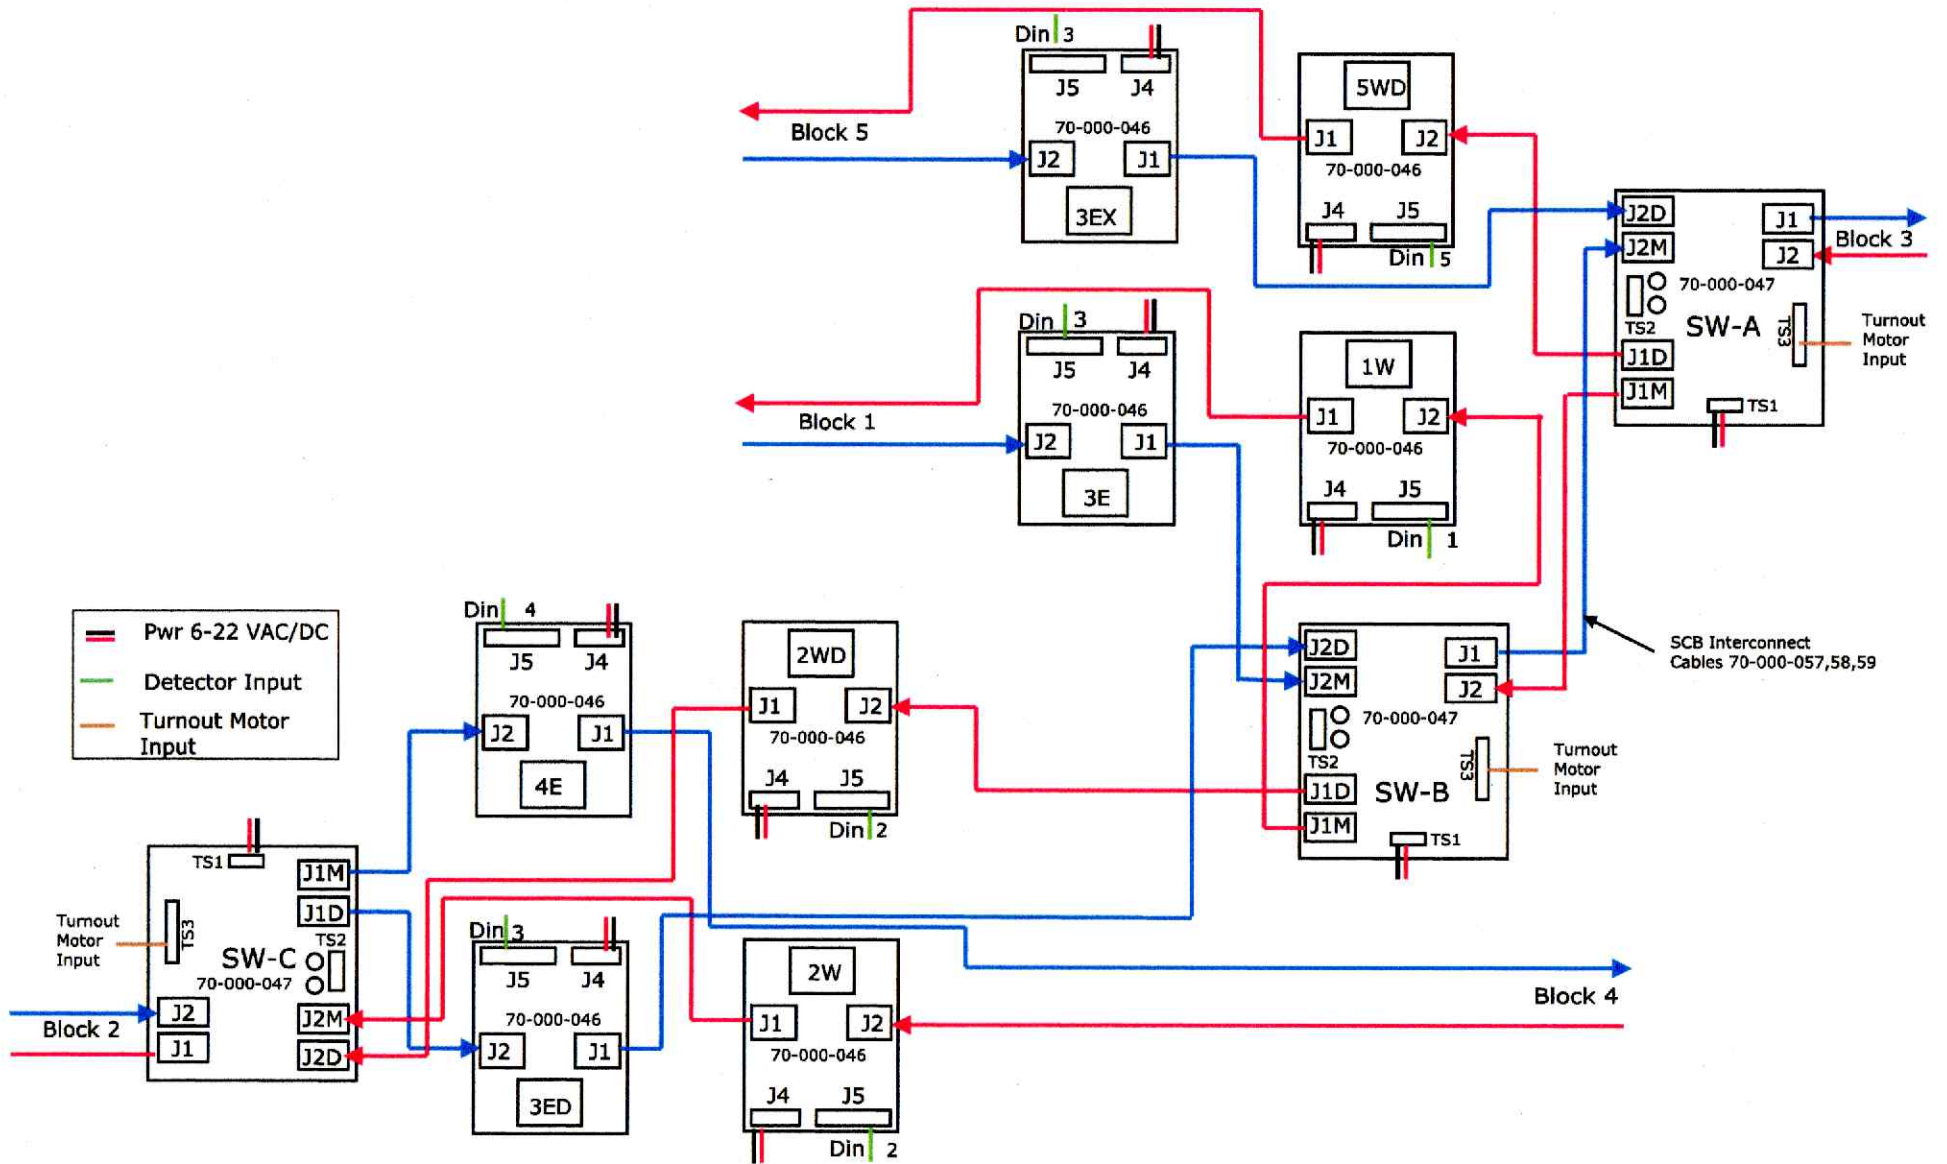 Din 3
J5
J4
70-000-046
J2
J1
3EX
5WD
J1
J2
70-000-046
J4
J5
Din 5
Block 5
J2D
J2M
J1
J2
Block 3
70-000-047
TS2
SW-A
TS3
J1D
J1M
TS1
Turnout
Motor
Input
Din 3
J5
J4
70-000-046
J2
J1
3E
1W
J1
J2
70-000-046
J4
J5
Din 1
Block 1
Pwr 6-22 VAC/DC
Detector Input
Turnout Motor
Input
Din 4
J5
J4
70-000-046
J2
J1
4E
2WD
J1
J2
70-000-046
J4
J5
Din 2
J2D
J2M
J1
J2
70-000-047
TS2
SW-B
TS3
J1D
J1M
TS1
Turnout
Motor
Input
SCB Interconnect
Cables 70-000-057,58,59
TS1
J1M
J1D
TS3
TS2
SW-C
70-000-047
J2
J1
J2M
J2D
Turnout
Motor
Input
Block 2
Din 3
J5
J4
70-000-046
J2
J1
3ED
2W
J1
J2
70-000-046
J4
J5
Din 2
Block 4